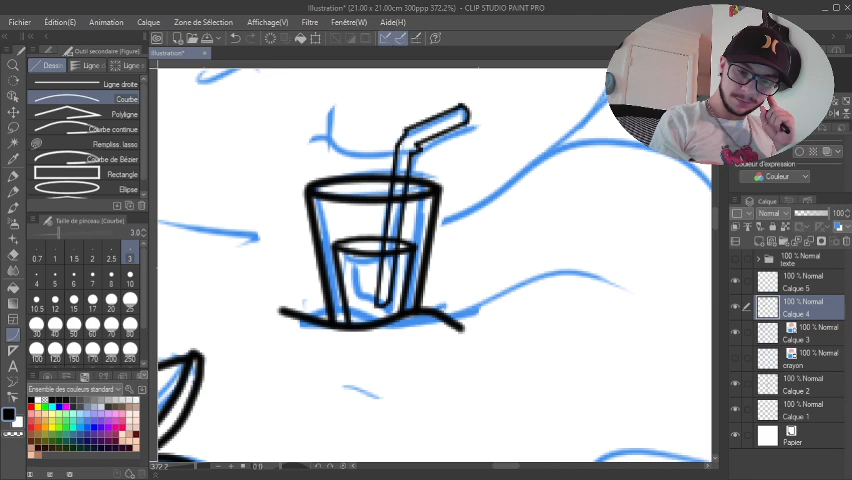 Illustration* (21.00 x 21.00cm 300ppp 372.2%) - CLIP STUDIO PAINT PRO
Fichier Édition(E) Animation Calque Zone de Sélection Affichage(V) Filtre Fenêtre(W) Aide(H)
Outil secondaire [Figure]
Illustration*
Dessin Ligne d Ligne
Ligne droite
Courbe
Polyligne
Courbe continue
Rempliss. lasso
Courbe de Bézier
Rectangle
Ellipse
Taille de pinceau [Courbe]
3.0
0.7 1 1.5 2 2.5 3
4 5 6 7 8 10
10.5 12 15 17 20 25
30 40 50 60 70 80
100 120 150 170 200 250
Ensemble des couleurs standard
Couleur d'expression
Couleur
Calque
Normal 100
100 % Normal
texte
100 % Normal
Calque 5
100 % Normal
Calque 4
100 % Normal
Calque 3
100 % Normal
crayon
100 % Normal
Calque 2
100 % Normal
Calque 1
Papier
372.2 0.0